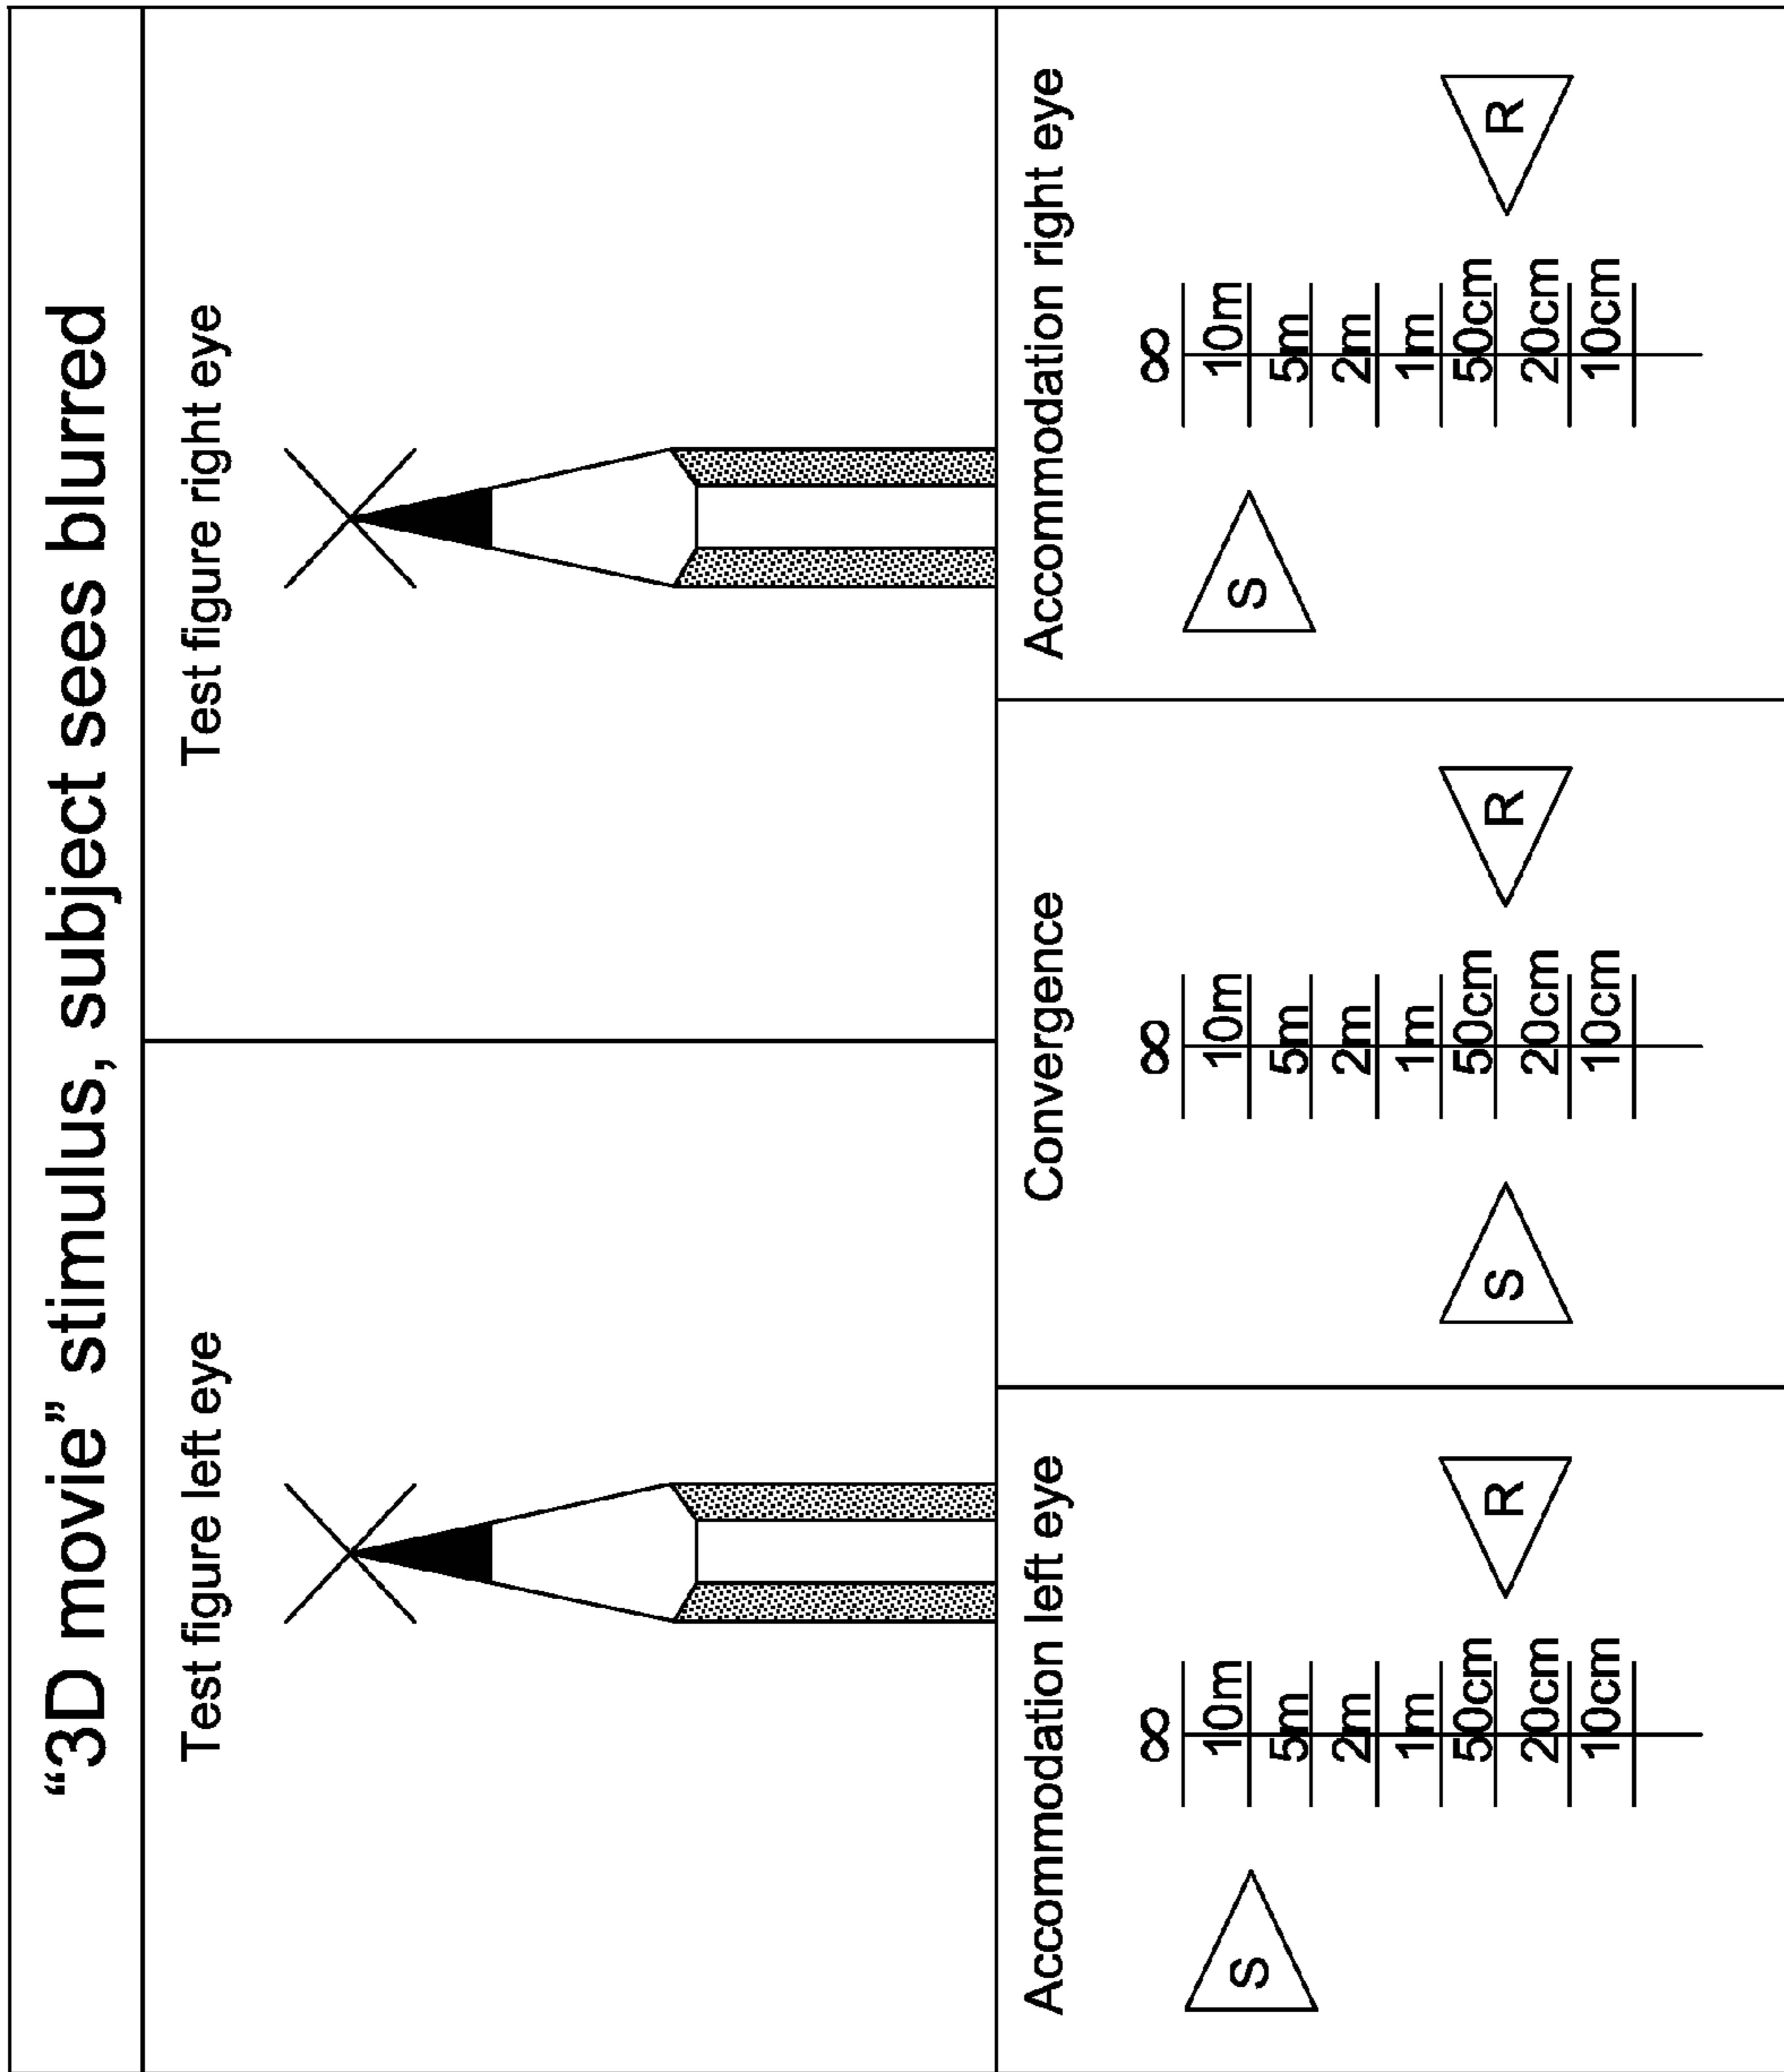 “3D movie” stimulus, subject sees blurred
Test figure left eye
Test figure right eye
Accommodation left eye
S
∞
10m
5m
2m
1m
50cm
20cm
10cm
R
Convergence
S
∞
10m
5m
2m
1m
50cm
20cm
10cm
R
Accommodation right eye
S
∞
10m
5m
2m
1m
50cm
20cm
10cm
R